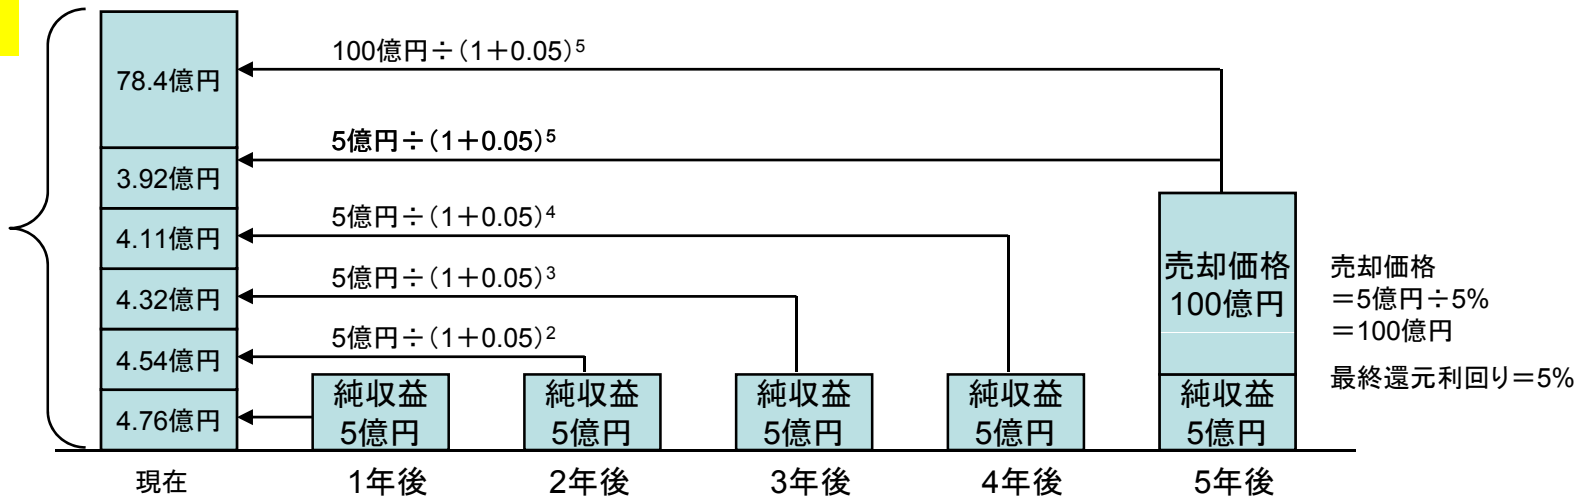 100億円÷(1+0.05)5
78.4億円
5億円÷(1+0.05)5
3.92億円
5億円÷(1+0.05)4
4.11億円
5億円÷(1+0.05)3
4.32億円
5億円÷(1+0.05)2
4.54億円
4.76億円
純収益
5億円
純収益
5億円
純収益
5億円
純収益
5億円
売却価格
100億円
純収益
5億円
売却価格
=5億円÷5%
=100億円
最終還元利回り=5%
現在
1年後
2年後
3年後
4年後
5年後